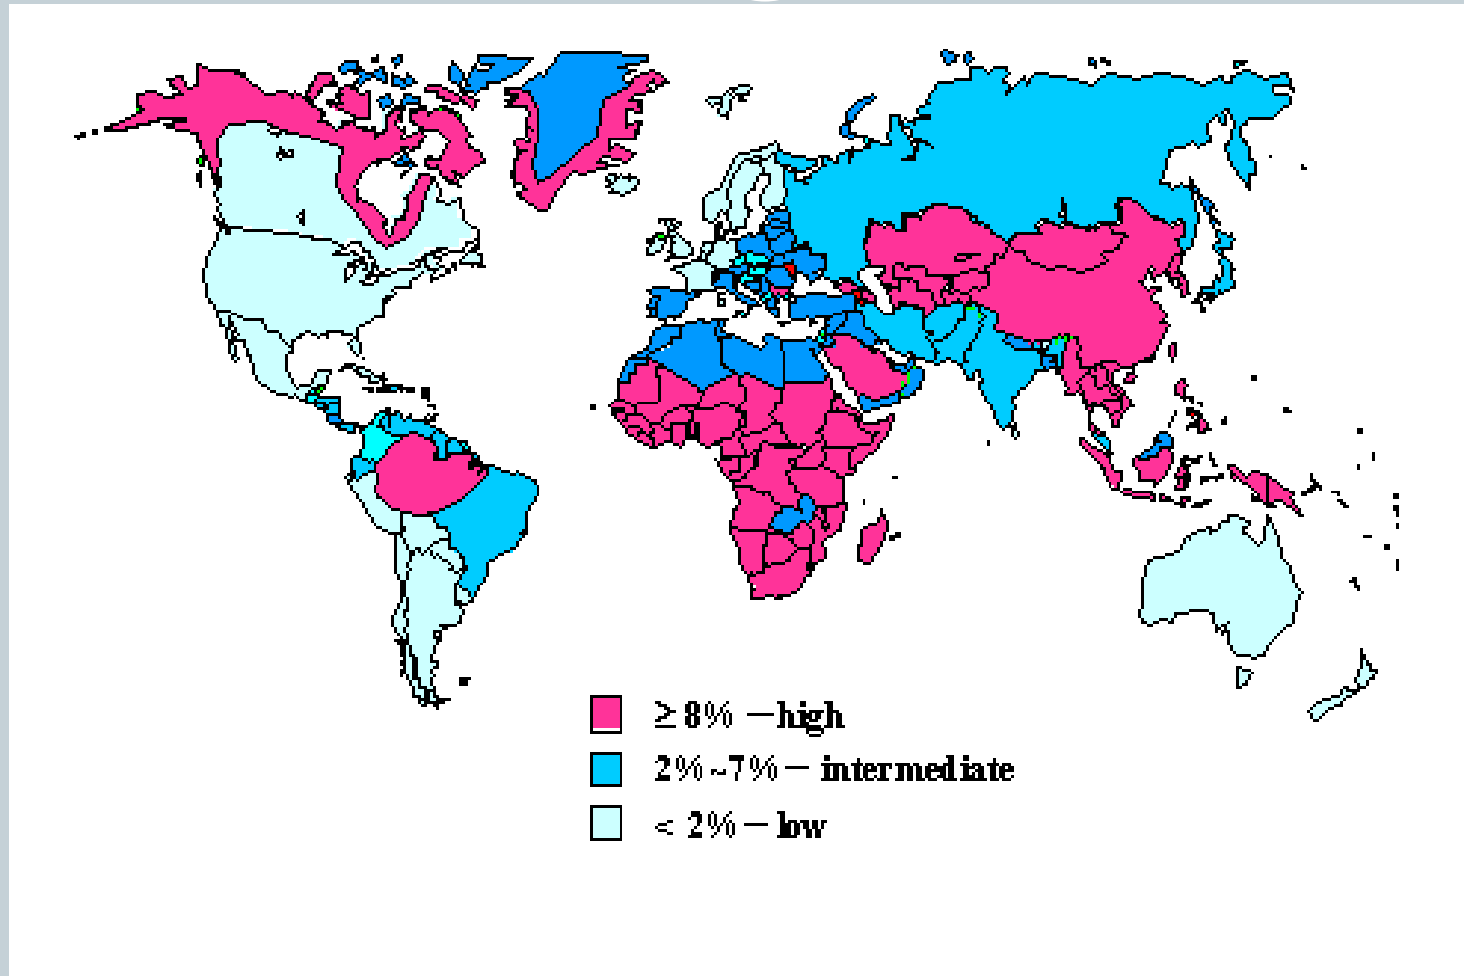 ≥ 8% — high
2% ~7% — intermediate
< 2% — low